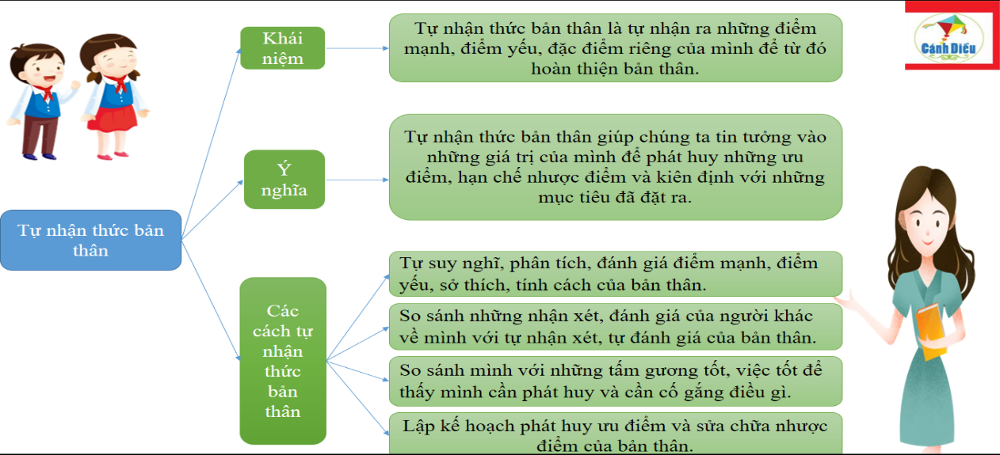 Khái
niệm
Tự nhận thức bản thân là tự nhận ra những điểm
mạnh, điểm yếu, đặc điểm riêng của mình để từ đó
hoàn thiện bản thân.
Cánh Diều
Ý
nghĩa
Tự nhận thức bản thân giúp chúng ta tin tưởng vào
những giá trị của mình để phát huy những ưu
điểm, hạn chế nhược điểm và kiên định với những
mục tiêu đã đặt ra.
Tự nhận thức bản
thân
Các
cách tự
nhận
thức
bản
thân
Tự suy nghĩ, phân tích, đánh giá điểm mạnh, điểm
yếu, sở thích, tính cách của bản thân.
So sánh những nhận xét, đánh giá của người khác
về mình với tự nhận xét, tự đánh giá của bản thân.
So sánh mình với những tấm gương tốt, việc tốt để
thấy mình cần phát huy và cần cố gắng điều gì.
Lập kế hoạch phát huy ưu điểm và sửa chữa nhược
điểm của bản thân.